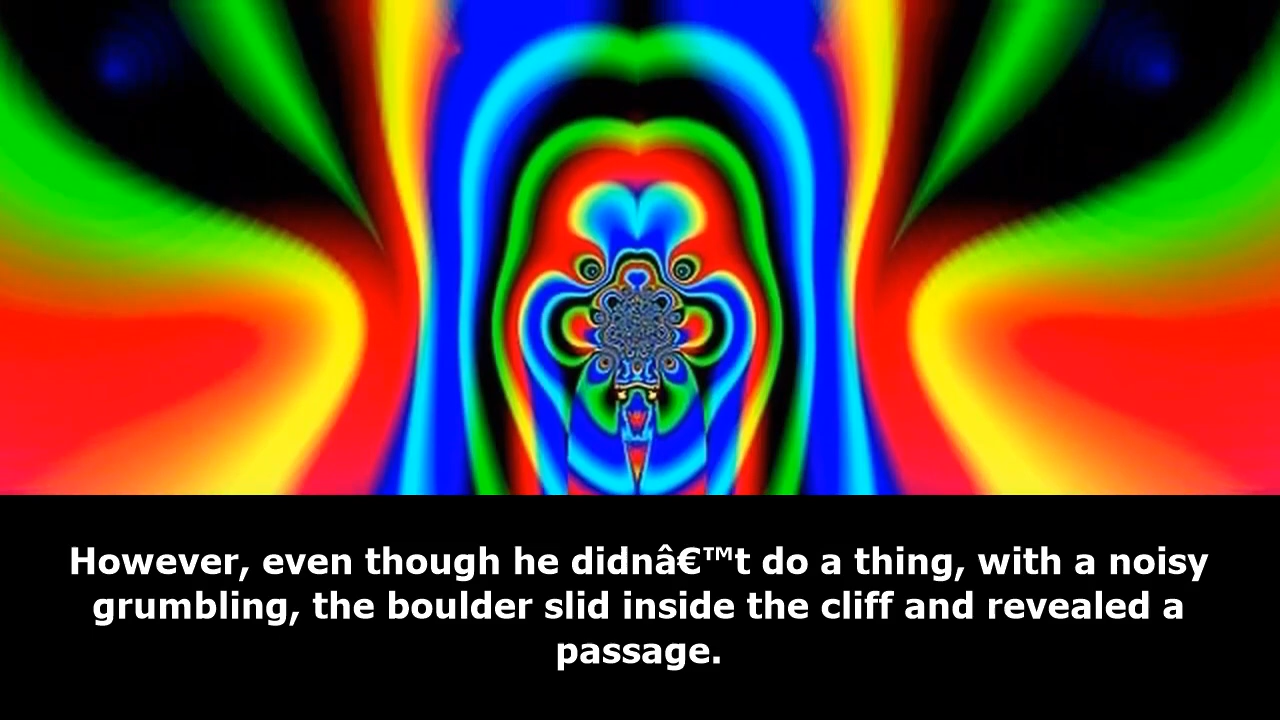 However, even though he didnâ€™t do a thing, with a noisy
grumbling, the boulder slid inside the cliff and revealed a
passage.